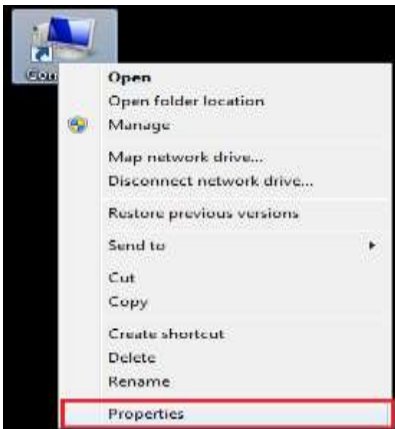 Open
Open folder location
Manage
Map network drive...
Disconnect network drive...
Restore previous versions
Send to
Cut
Copy
Create shortcut
Delete
Rename
Properties